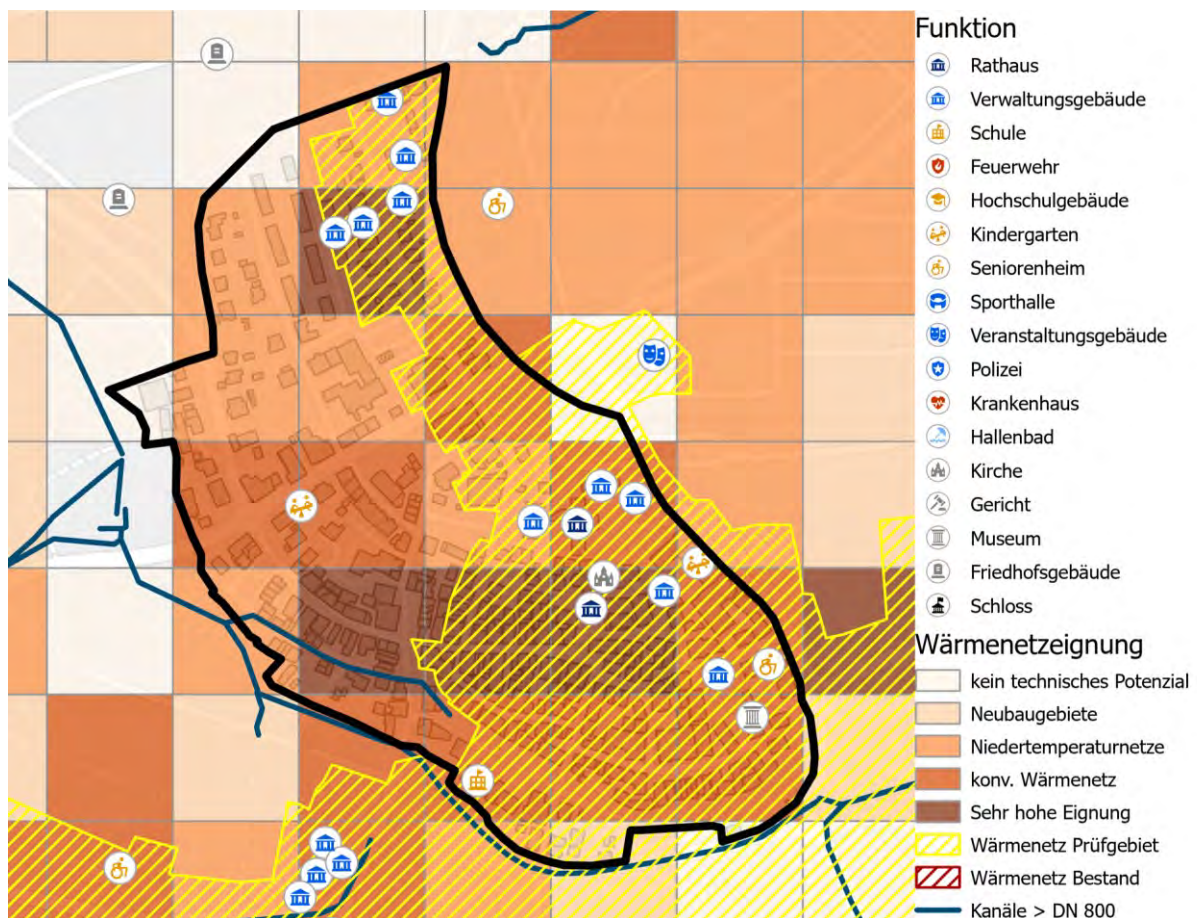 Funktion
Rathaus
Verwaltungsgebäude
Schule
Feuerwehr
Hochschulgebäude
Kindergarten
Seniorenheim
Sporthalle
Veranstaltungsgebäude
Polizei
Krankenhaus
Hallenbad
Kirche
Gericht
Museum
Friedhofsgebäude
Schloss
Wärmenetzeignung
kein technisches Potenzial
Neubaugebiete
Niedertemperaturnetze
konv. Wärmenetz
Sehr hohe Eignung
Wärmenetz Prüfgebiet
Wärmenetz Bestand
Kanäle > DN 800